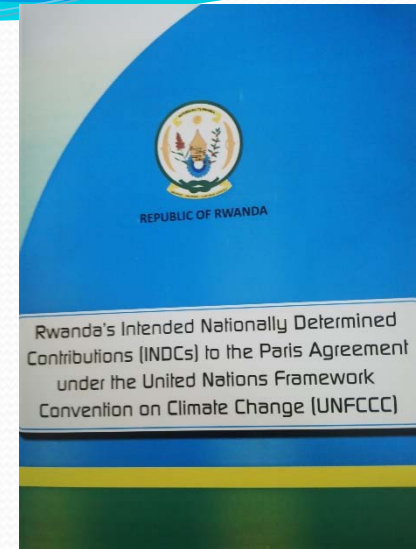 REPUBLIC OF RWANDA
Rwanda's Intended Nationally Determined
Contributions (INDCs) to the Paris Agreement
under the United Nations Framework
Convention on Climate Change (UNFCCC)